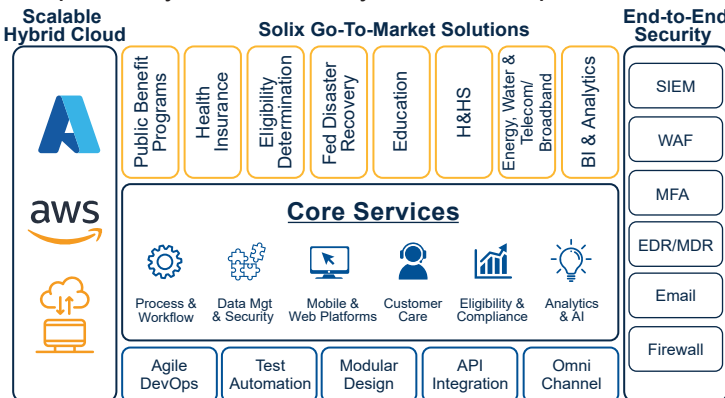 Scalable
Hybrid Cloud
Solix Go-To-Market Solutions
End-to-End
Security
aws
Public Benefit
Programs
Health
Insurance
Eligibility
Determination
Fed Disaster
Recovery
Education
H&HS
Energy, Water &
Telecom/
Broadband
BI & Analytics
Core Services
Process &
Workflow
Data Mgt
& Security
Mobile &
Web Platforms
Customer
Care
Eligibility &
Compliance
Analytics
& AI
Agile
DevOps
Test
Automation
Modular
Design
API
Integration
Omni
Channel
SIEM
WAF
MFA
EDR/MDR
Email
Firewall